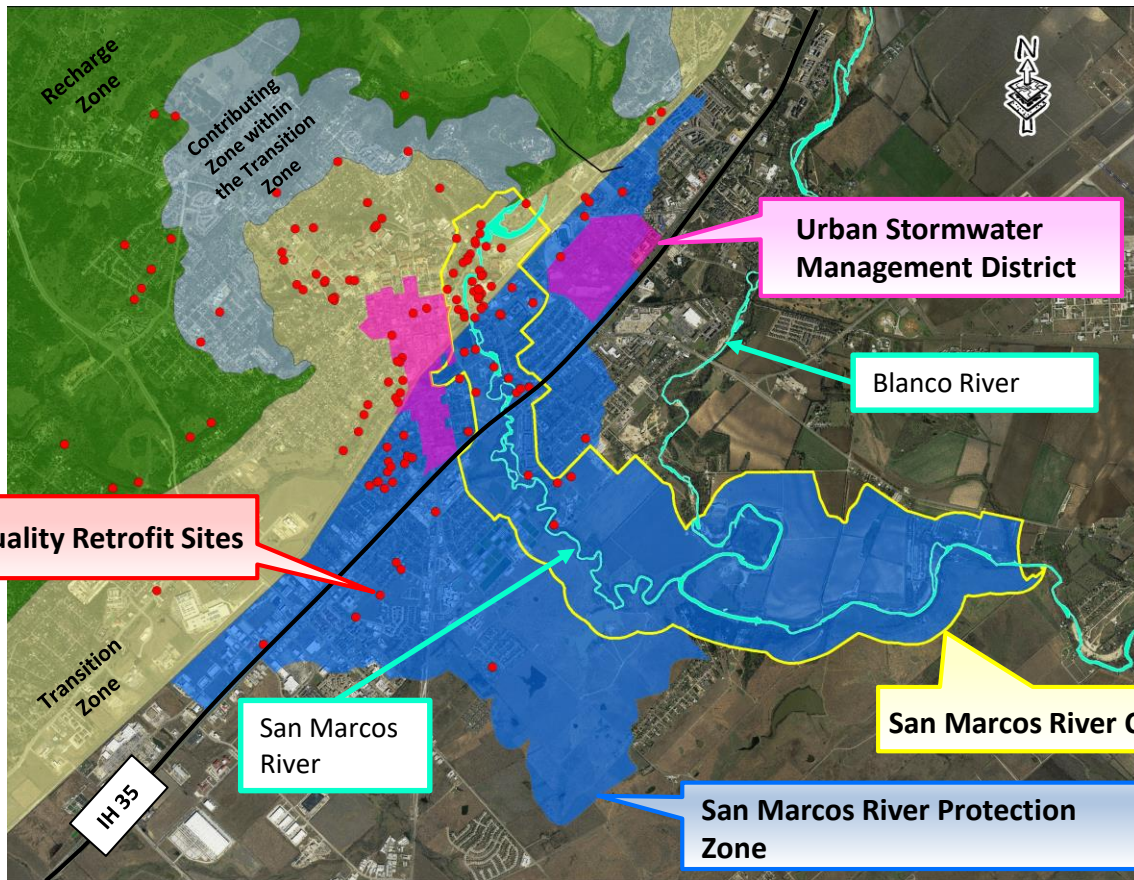 N
Recharge
Zone
Contributing
Zone within
the Transition
Zone
Urban Stormwater
Management District
Blanco River
Quality Retrofit Sites
Transition
Zone
San Marcos
River
San Marcos River
IH 35
San Marcos River Protection
Zone